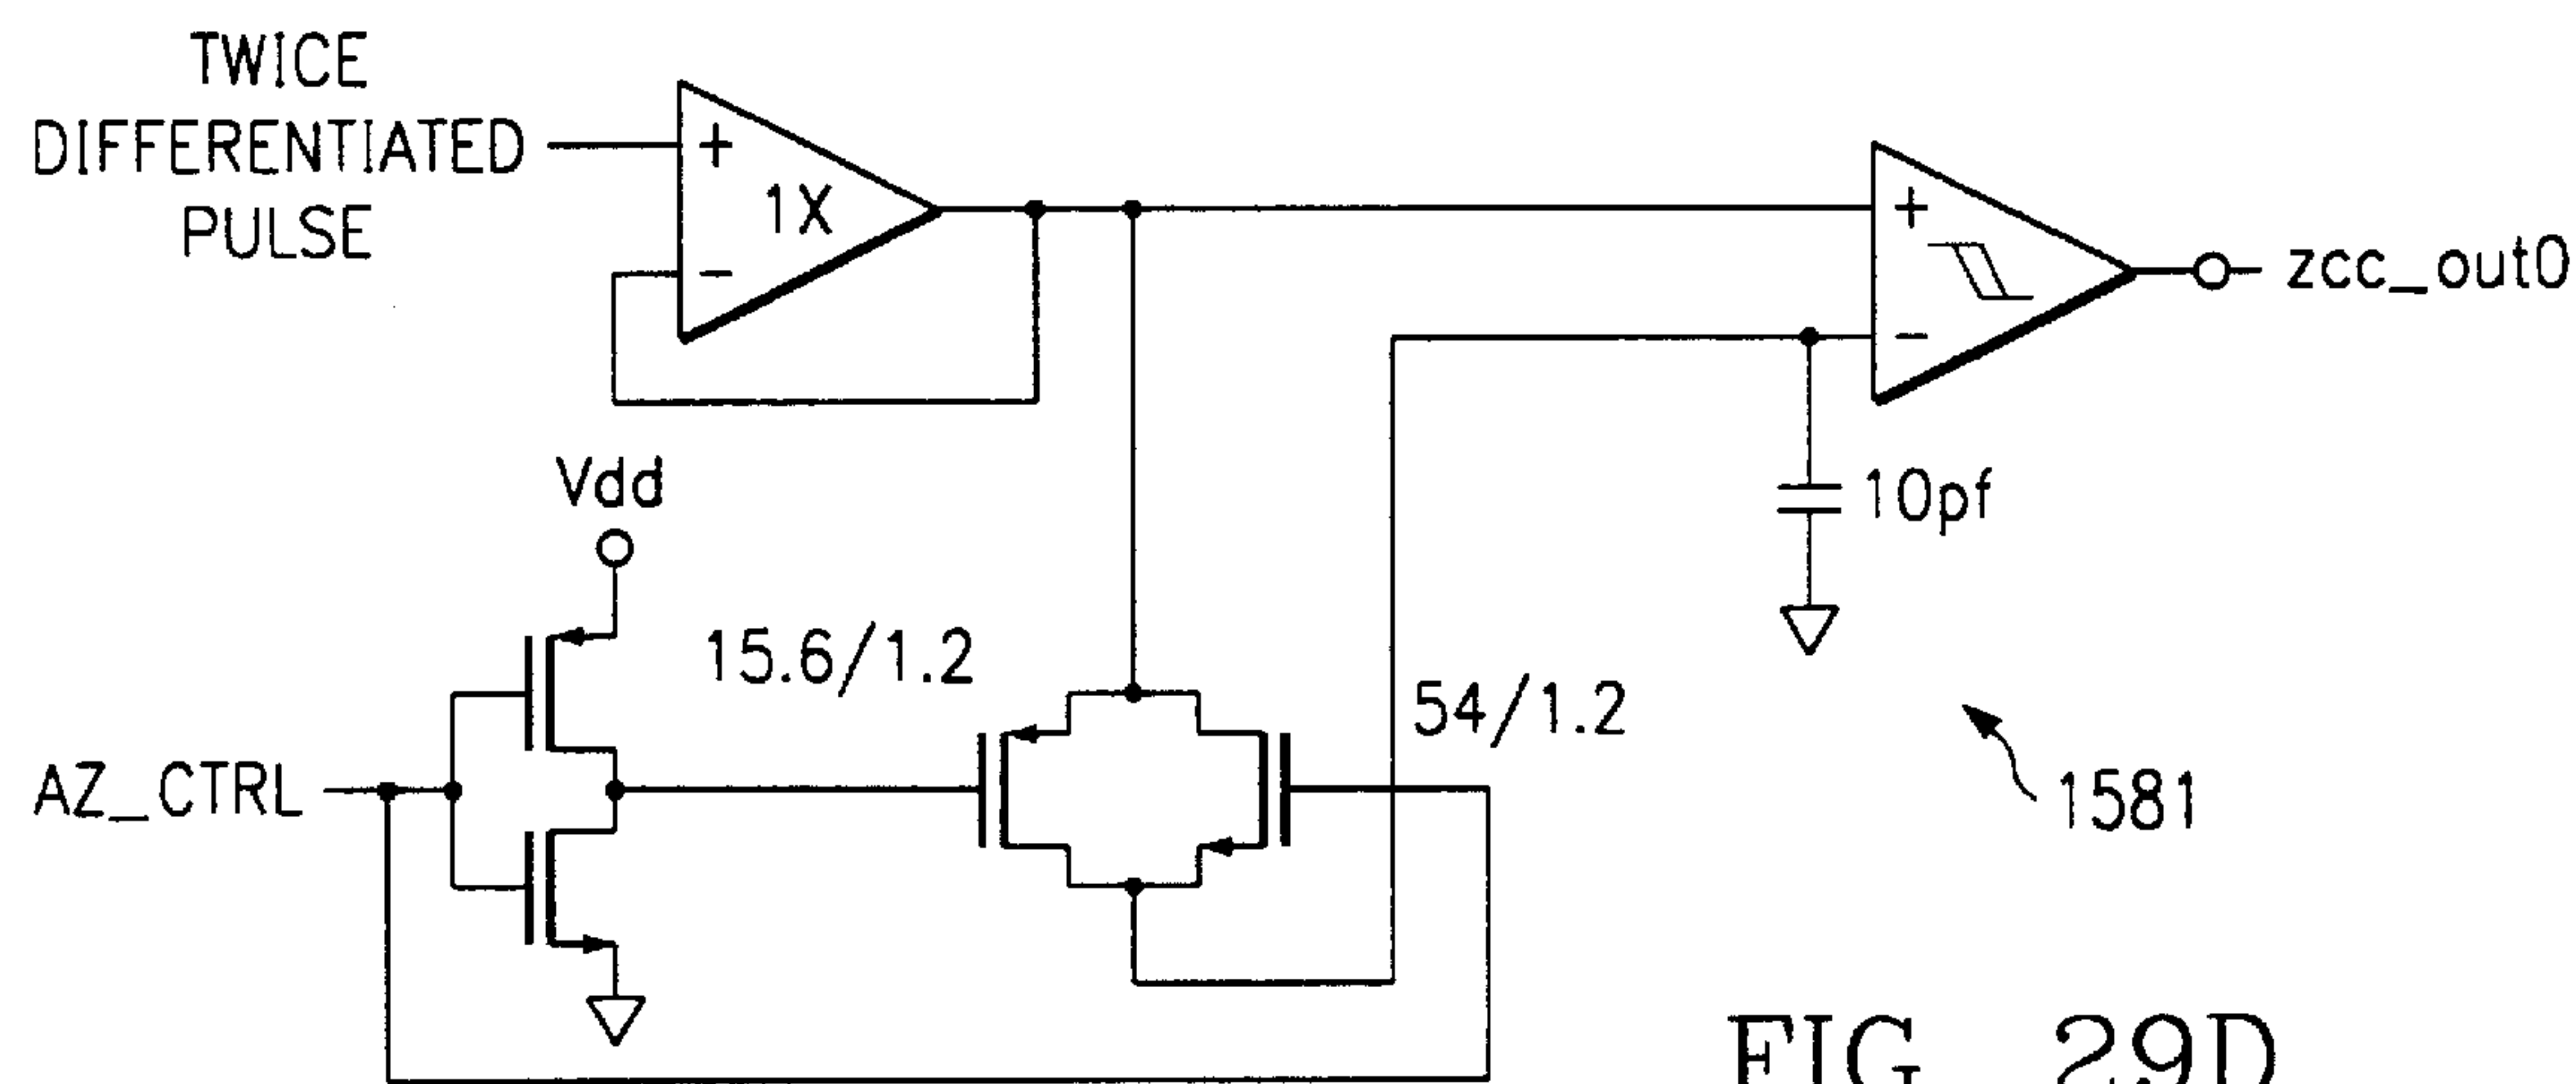 TWICE
DIFFERENTIATED
PULSE
+
1X
−
+
−
zcc_out0
10pf
Vdd
15.6/1.2
54/1.2
AZ_CTRL
1581
FIG. 29D